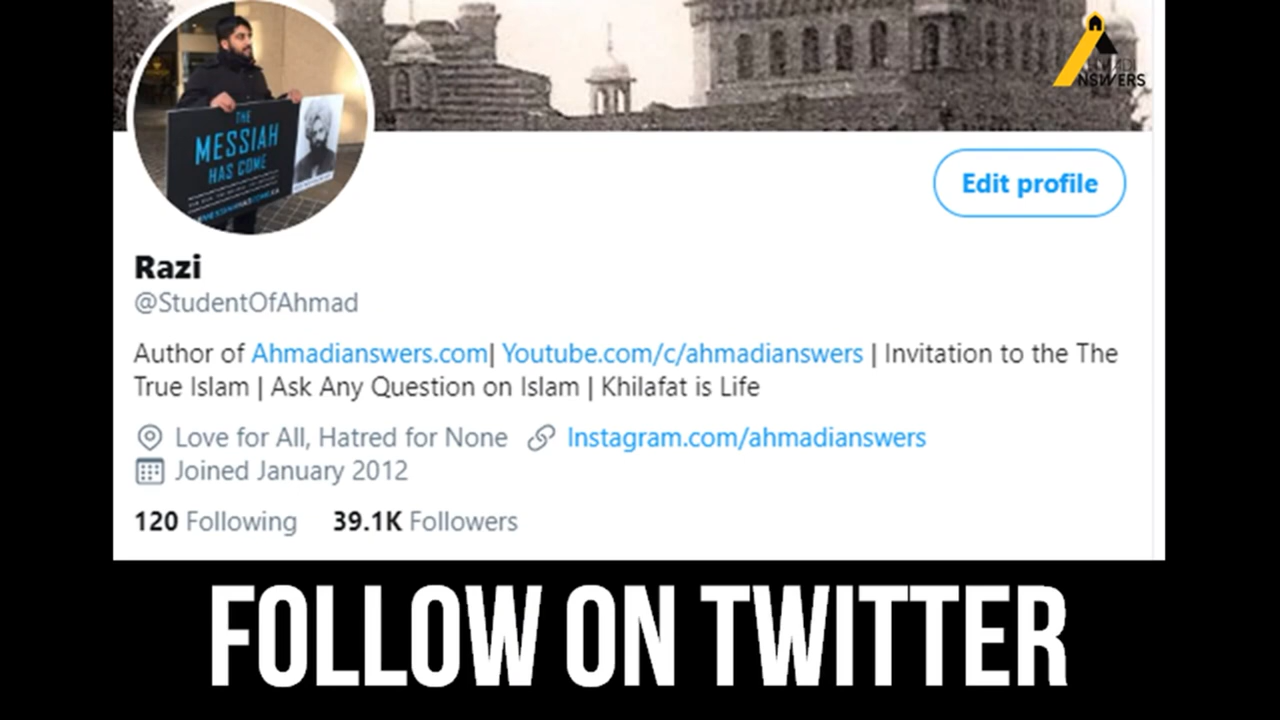 THE
MESSIAH
HAS COME
NSWERS
Edit profile
Razi
@StudentOfAhmad
Author of Ahmadianswers.com| Youtube.com/c/ahmadianswers | Invitation to the The
True Islam | Ask Any Question on Islam | Khilafat is Life
Love for All, Hatred for None Instagram.com/ahmadianswers
Joined January 2012
120 Following 39.1K Followers
FOLLOW ON TWITTER